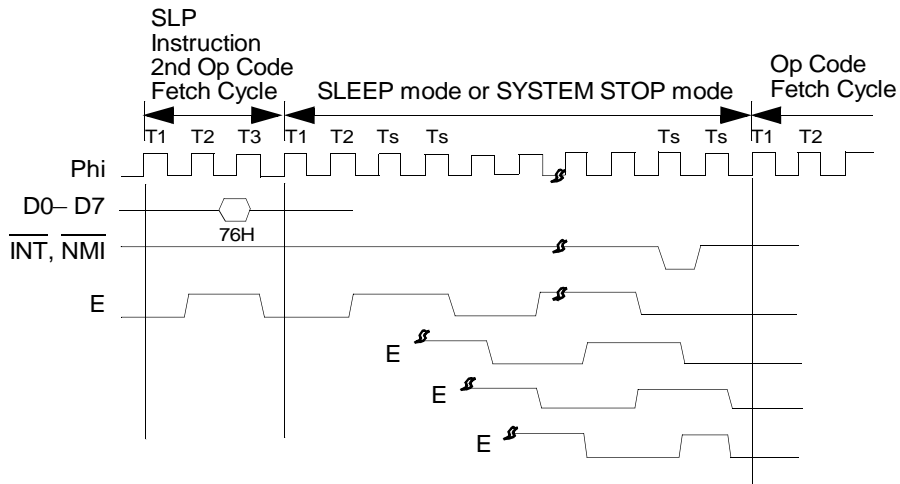 SLP
Instruction
2nd Op Code
Fetch Cycle
SLEEP mode or SYSTEM STOP mode
Op Code
Fetch Cycle
T1 T2 T3 T1 T2 Ts Ts Ts Ts T1 T2
Phi
D0– D7
76H
INT, NMI
E
E
E
E